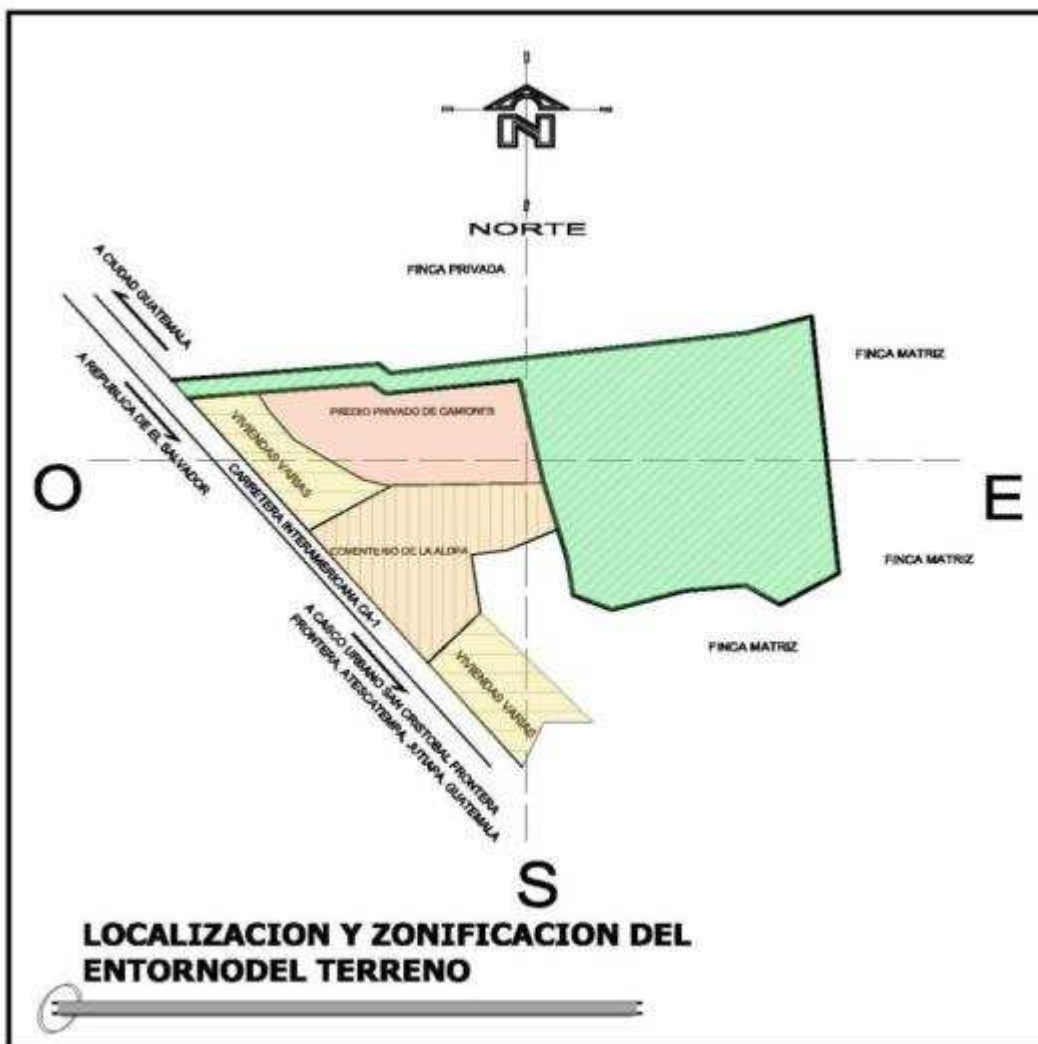 N
NORTE
FINCA PRIVADA
A CIUDAD GUATEMALA
A REPUBLICA DE EL SALVADOR
FINCA MATRIZ
PREDIO PRIVADO DE CAMIONES
VIVIENDAS VARIAS
O
E
CARRETERA INTERAMERICANA CA-1
DE LA ALDEA
FINCA MATRIZ
A CASCO URBANO SAN CRISTOBAL FRONTERA
FRONTERA, ATESCATEMPA, JUTIAPA, GUATEMALA
VIVIENDAS VARIAS
FINCA MATRIZ
S
LOCALIZACION Y ZONIFICACION DEL
ENTORNODEL TERRENO